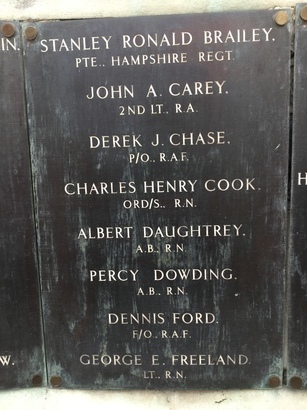 IN.
STANLEY RONALD BRAILEY.
PTE., HAMPSHIRE REGT.
JOHN A. CAREY.
2ND LT., R.A.
DEREK J. CHASE.
P/O., R.A.F.
CHARLES HENRY COOK.
ORD/S., R.N.
ALBERT DAUGHTREY.
A.B., R.N.
PERCY DOWDING.
A.B., R.N.
DENNIS FORD.
F/O., R.A.F.
GEORGE E. FREELAND.
LT., R.N.
W.
H